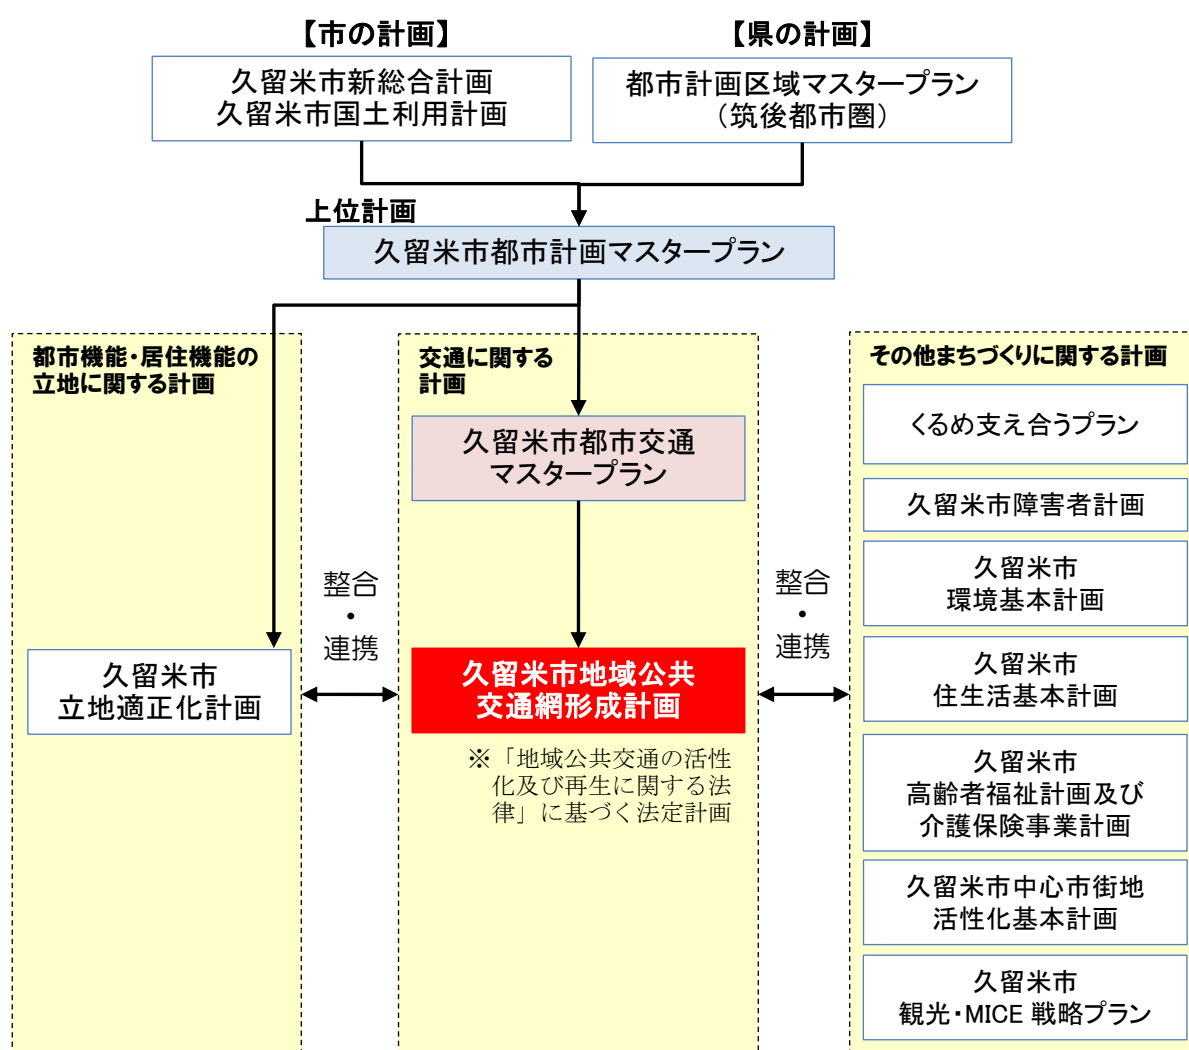 【市の計画】
【県の計画】
久留米市新総合計画
久留米市国土利用計画
都市計画区域マスタープラン
（筑後都市圏）
上位計画
久留米市都市計画マスタープラン
都市機能・居住機能の
立地に関する計画
久留米市
立地適正化計画
整合
・
連携
交通に関する
計画
久留米市都市交通
マスタープラン
久留米市地域公共
交通網形成計画
※「地域公共交通の活性
化及び再生に関する法
律」に基づく法定計画
整合
・
連携
その他まちづくりに関する計画
くるめ支え合うプラン
久留米市障害者計画
久留米市
環境基本計画
久留米市
住生活基本計画
久留米市
高齢者福祉計画及び
介護保険事業計画
久留米市中心市街地
活性化基本計画
久留米市
観光・MICE 戦略プラン